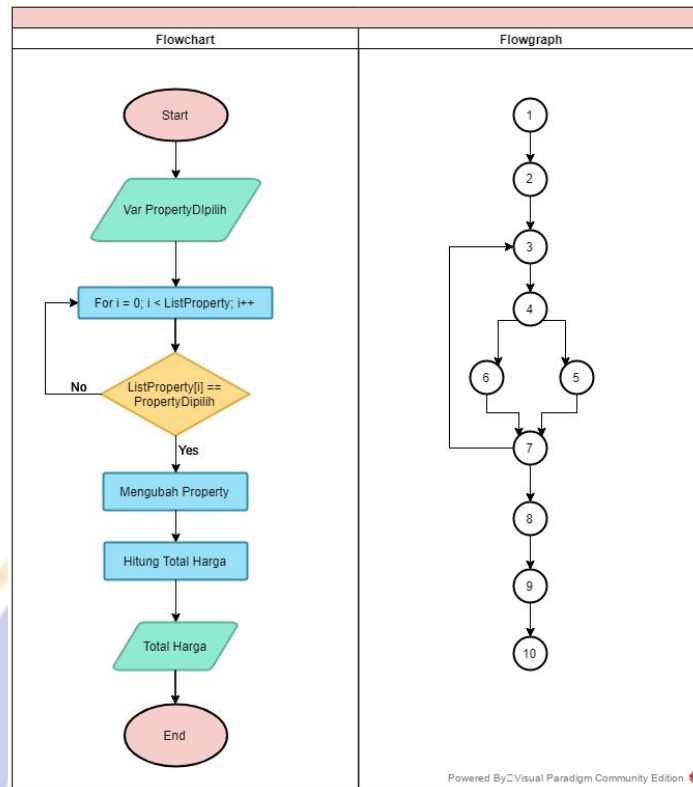 Flowchart
Flowgraph
Start
Var PropertyDIpilih
For i = 0; i < ListProperty; i++
No
ListProperty[i] ==
PropertyDipilih
Yes
Mengubah Property
Hitung Total Harga
Total Harga
End
1
2
3
4
6
5
7
8
9
10
Powered By Visual Paradigm Community Edition